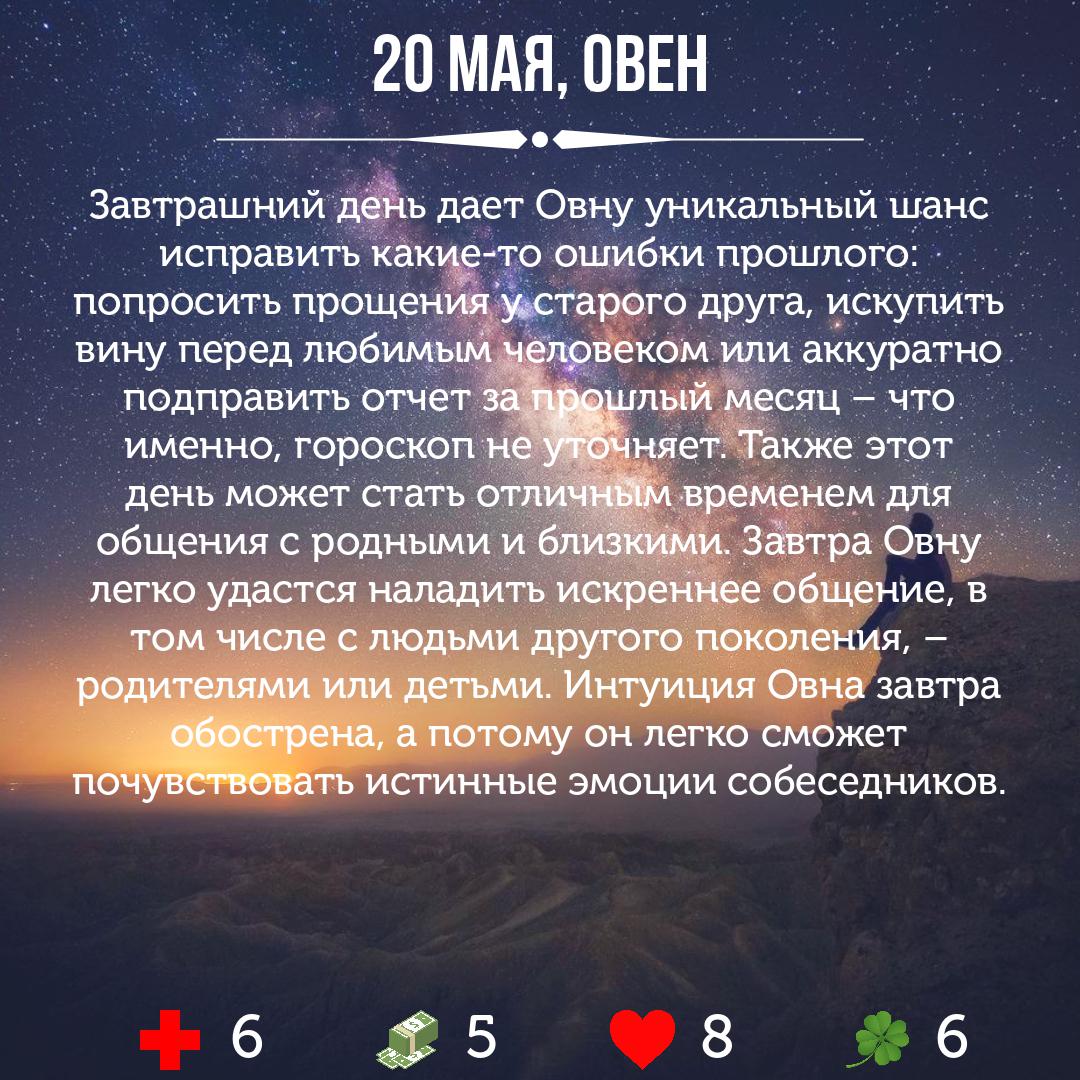 20 МАЯ, ОВЕН
Завтрашний день дает Овну уникальный шанс
исправить какие-то ошибки прошлого:
попросить прощения у старого друга, искупить
вину перед любимым человеком или аккуратно
подправить отчет за прошлый месяц – что
именно, гороскоп не уточняет. Также этот
день может стать отличным временем для
общения с родными и близкими. Завтра Овну
легко удастся наладить искреннее общение, в
том числе с людьми другого поколения, –
родителями или детьми. Интуиция Овна завтра
обострена, а потому он легко сможет
почувствовать истинные эмоции собеседников.
6 5 8 6